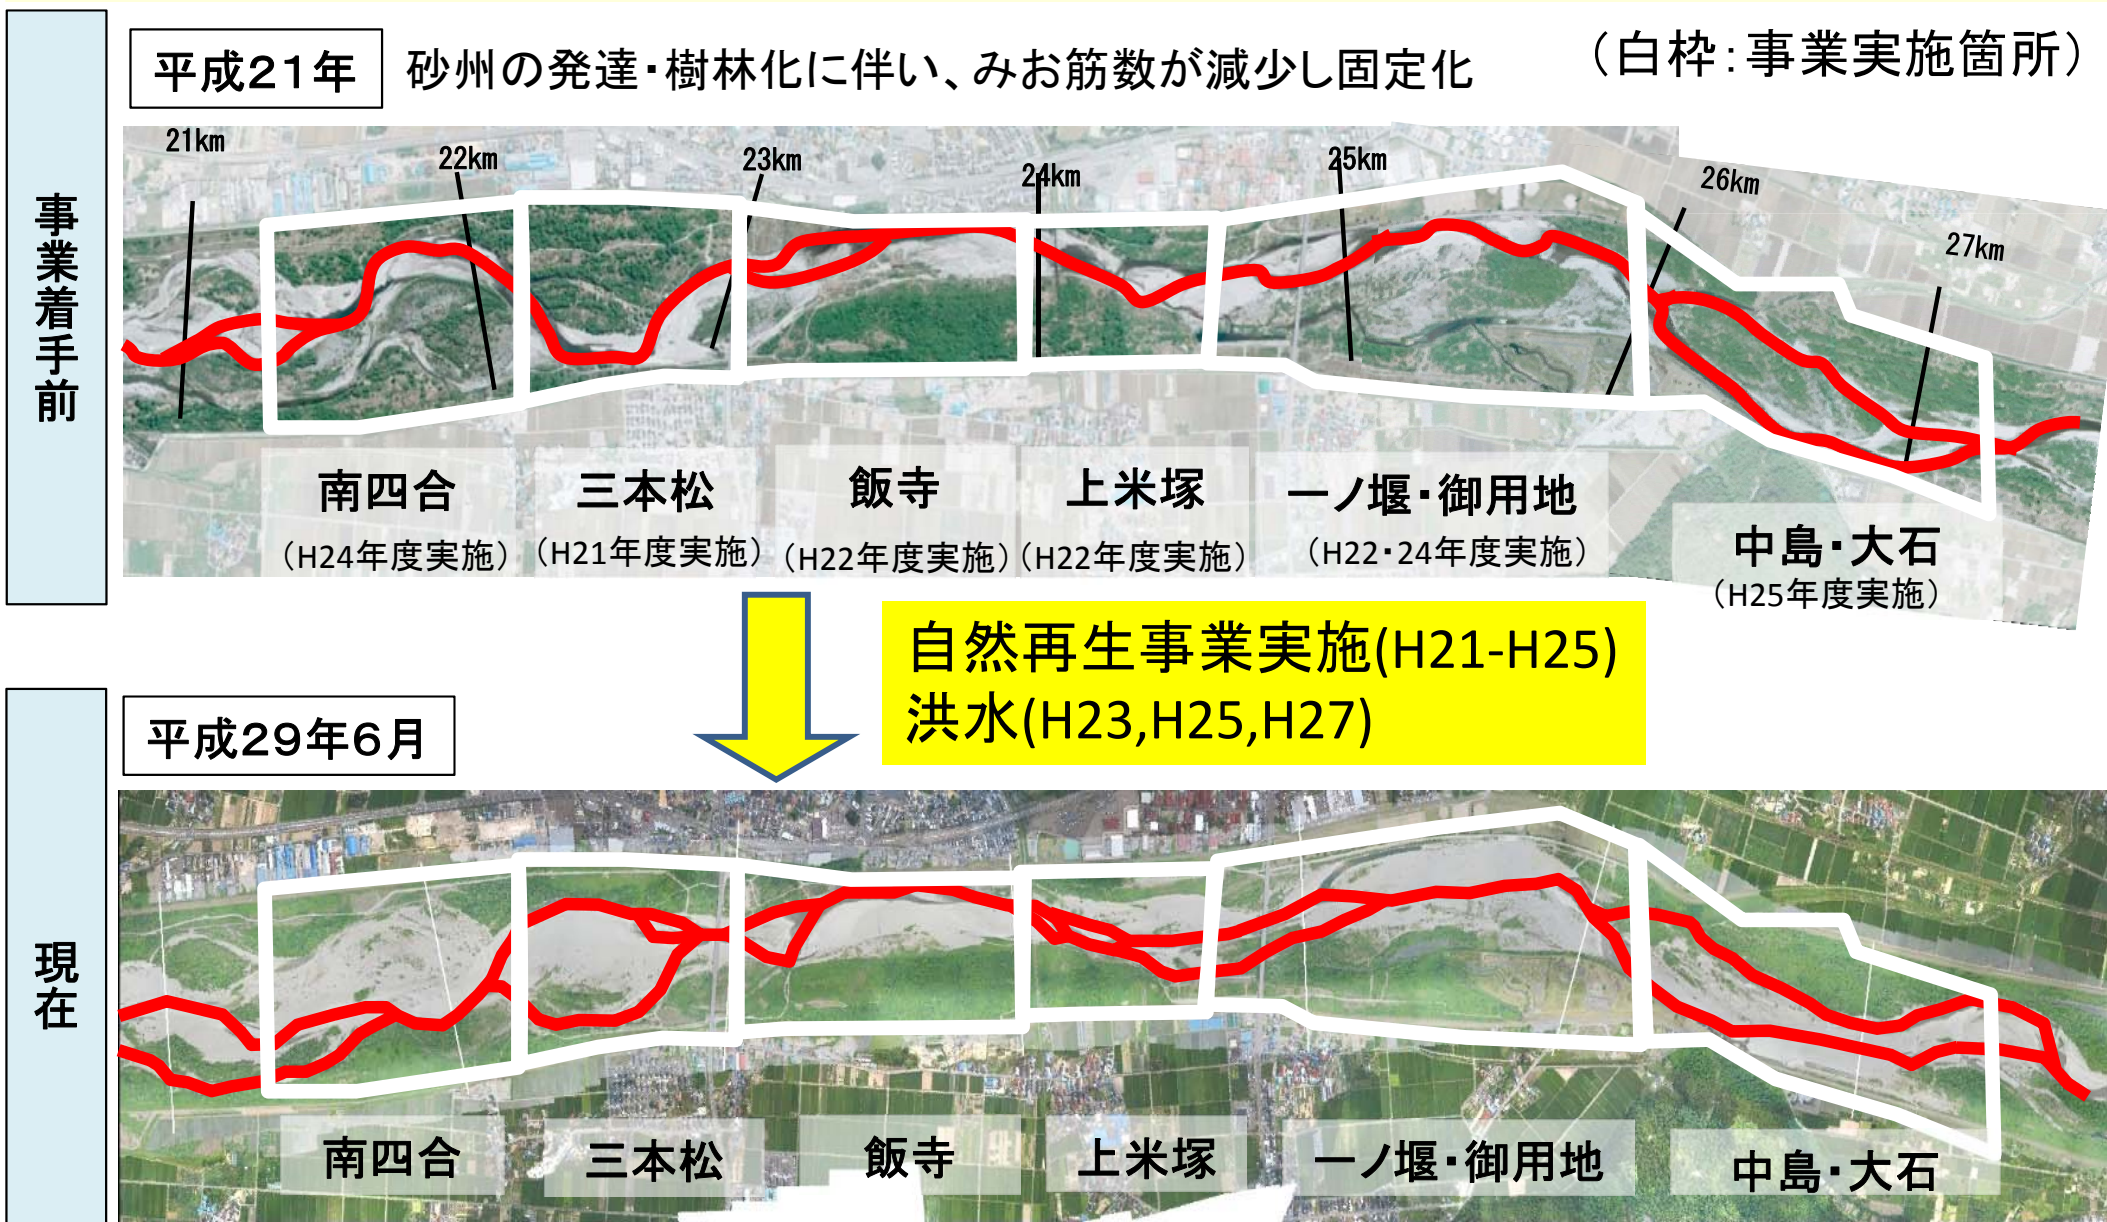 事業着手前
平成21年
砂州の発達・樹林化に伴い、みお筋数が減少し固定化
（白枠：事業実施箇所）
21km
22km
23km
24km
25km
26km
27km
南四合
（H24年度実施）
三本松
（H21年度実施）
飯寺
（H22年度実施）
上米塚
（H22年度実施）
一ノ堰・御用地
（H22・24年度実施）
中島・大石
（H25年度実施）
自然再生事業実施(H21-H25)
洪水(H23,H25,H27)
現在
平成29年6月
南四合
三本松
飯寺
上米塚
一ノ堰・御用地
中島・大石